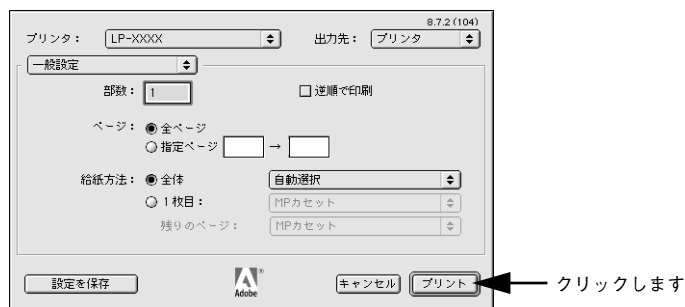 8.7.2 (104)
プリンタ： LP-XXXX 出力先： プリンタ
一般設定
部数： 1 逆順で印刷
ページ： 全ページ
指定ページ →
給紙方法： 全体 自動選択
1 枚目： MPカセット
残りのページ： MPカセット
設定を保存 Adobe ® キャンセル プリント クリックします